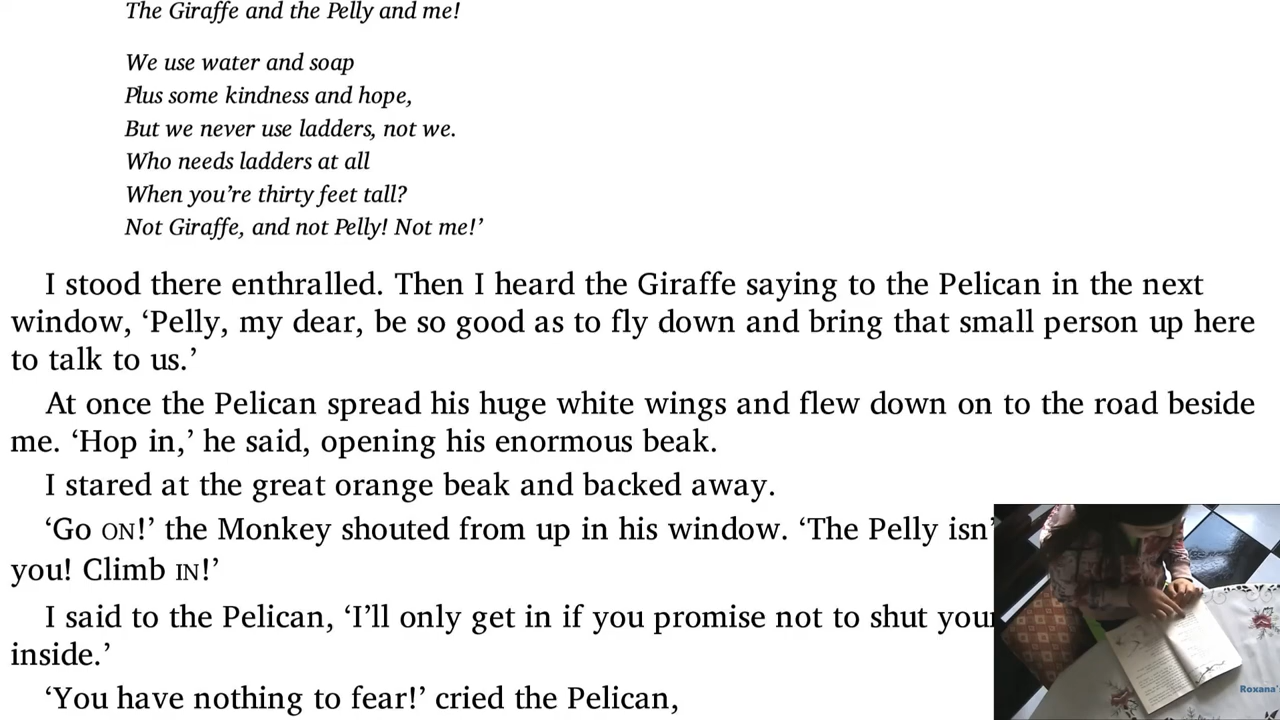 The Giraffe and the Pelly and me!
We use water and soap
Plus some kindness and hope,
But we never use ladders, not we.
Who needs ladders at all
When you’re thirty feet tall?
Not Giraffe, and not Pelly! Not me!’
I stood there enthralled. Then I heard the Giraffe saying to the Pelican in the next
window, ‘Pelly, my dear, be so good as to fly down and bring that small person up here
to talk to us.’
At once the Pelican spread his huge white wings and flew down on to the road beside
me. ‘Hop in,’ he said, opening his enormous beak.
I stared at the great orange beak and backed away.
‘Go ON!’ the Monkey shouted from up in his window. ‘The Pelly isn’
you! Climb IN!’
I said to the Pelican, ‘I’ll only get in if you promise not to shut your
inside.’
‘You have nothing to fear!’ cried the Pelican,
Roxana's